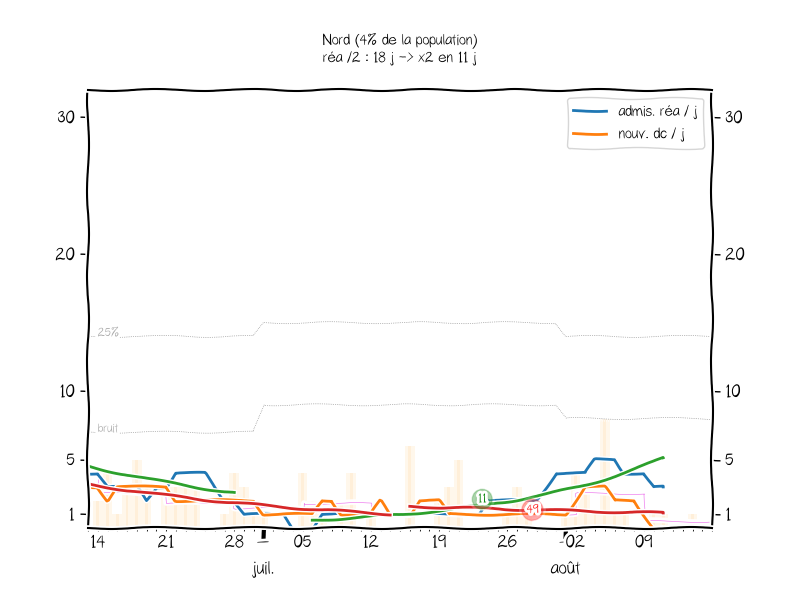 Nord (4% de la population)
réa /2 : 18 j -> x2 en 11 j
admis. réa / j
nouv. dc / j
30
30
20
20
25%
10
10
bruit
5
5
11
49
1
1
14 21 28 05 12 19 26 02 09
juil. août